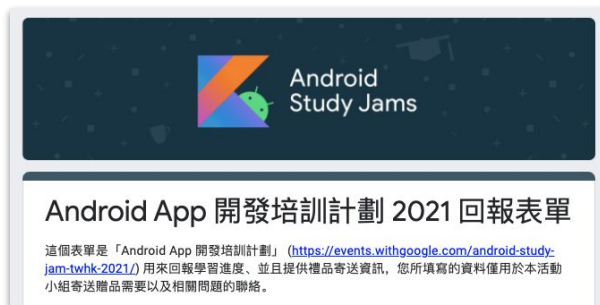 Android
Study Jams
Android App 開發培訓計劃 2021 回報表單
這個表單是「Android App 開發培訓計劃」 (https://events.withgoogle.com/android-study-
jam-twhk-2021/) 用來回報學習進度、並且提供禮品寄送資訊，您所填寫的資料僅用於本活動
小組寄送贈品需要以及相關問題的聯絡。